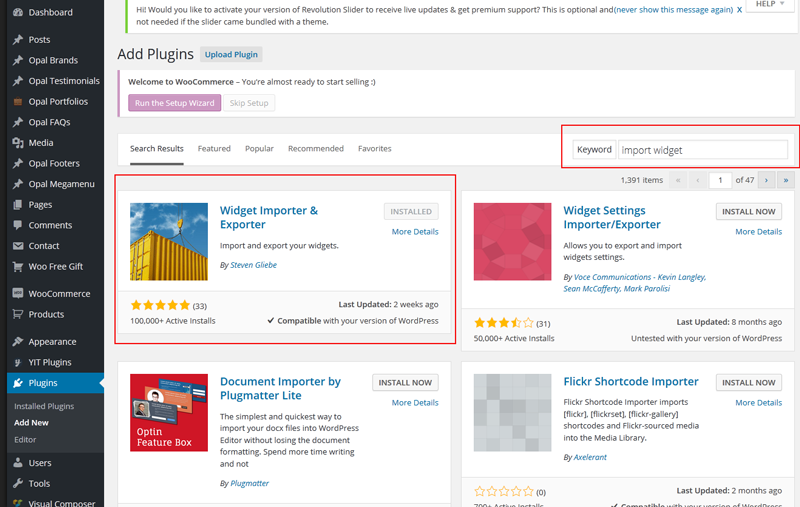 Dashboard
Posts
Opal Brands
Opal Testimonials
Opal Portfolios
Opal FAQs
Media
Opal Footers
Opal Megamenu
Pages
Comments
Contact
Woo Free Gift
WooCommerce
Products
Appearance
YIT Plugins
Plugins
Installed Plugins
Add New
Editor
Users
Tools
Visual Composer
Hi! Would you like to activate your version of Revolution Slider to receive live updates & get premium support? This is optional and(never show this message again) X
not needed if the slider came bundled with a theme.
HELP
Add Plugins Upload Plugin
Welcome to WooCommerce – You're almost ready to start selling :)
Run the Setup Wizard Skip Setup
Search Results Featured Popular Recommended Favorites
Keyword Import widget
1,391 items « ‹ 1 of 47 › »
Widget Importer &
Exporter
INSTALLED
More Details
Import and export your widgets.
By Steven Gliebe
(33)
Last Updated: 2 weeks ago
100,000+ Active Installs
Compatible with your version of WordPress
Widget Settings
Importer/Exporter
INSTALL NOW
More Details
Allows you to export and import
widgets settings.
By Voce Communications - Kevin Langley,
Sean McCafferty, Mark Parolisi
(31)
Last Updated: 8 months ago
50,000+ Active Installs
Untested with your version of WordPress
Optin
Feature Box
Document Importer by
Plugmatter Lite
INSTALL NOW
More Details
The simplest and quickest way to
import your docx files into WordPress
Editor without losing the document
formatting. Spend more time writing
and not
By Plugmatter
Flickr Shortcode Importer
INSTALL NOW
More Details
Flickr Shortcode Importer imports
[flickr], [flickrset], [flickr-gallery]
shortcodes and Flickr-sourced media
into the Media Library.
By Axelerant
(0)
Last Updated: 2 weeks ago
700+ Active Installs
Compatible with your version of WordPress